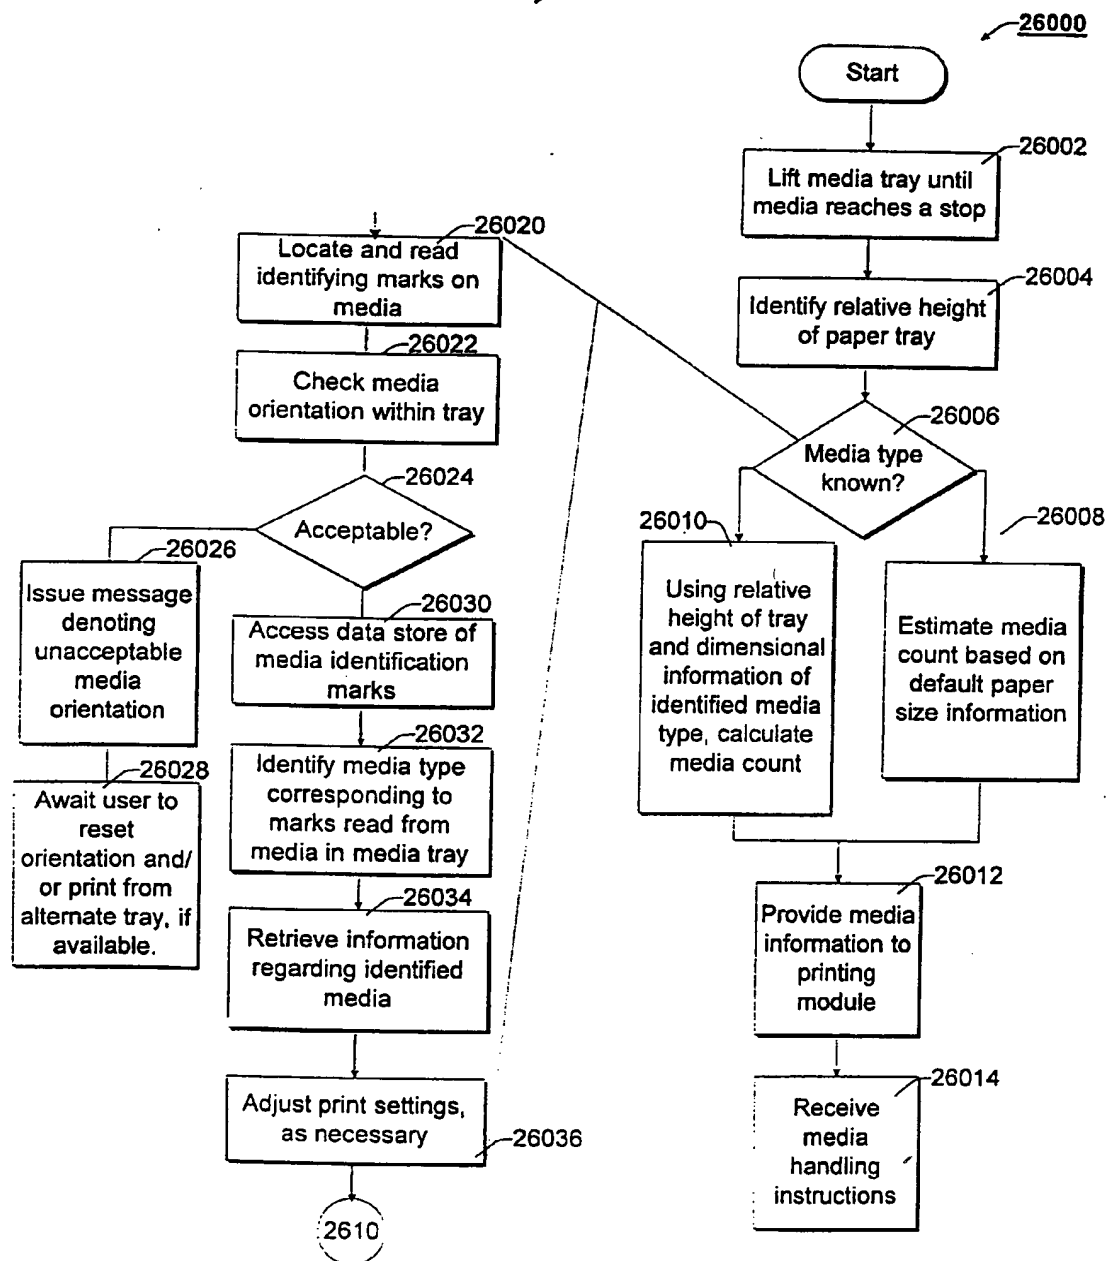 26000
Start
26002
Lift media tray until
media reaches a stop
26004
Identify relative height
of paper tray
26006
Media type
known?
26010
Using relative
height of tray
and dimensional
information of
identified media
type, calculate
media count
26008
Estimate media
count based on
default paper
size information
26012
Provide media
information to
printing
module
26014
Receive
media
handling
instructions
26020
Locate and read
identifying marks on
media
26022
Check media
orientation within tray
26024
Acceptable?
26026
Issue message
denoting
unacceptable
media
orientation
26028
Await user to
reset
orientation and/
or print from
alternate tray, if
available.
26030
Access data store of
media identification
marks
26032
Identify media type
corresponding to
marks read from
media in media tray
26034
Retrieve information
regarding identified
media
Adjust print settings,
as necessary
26036
2610